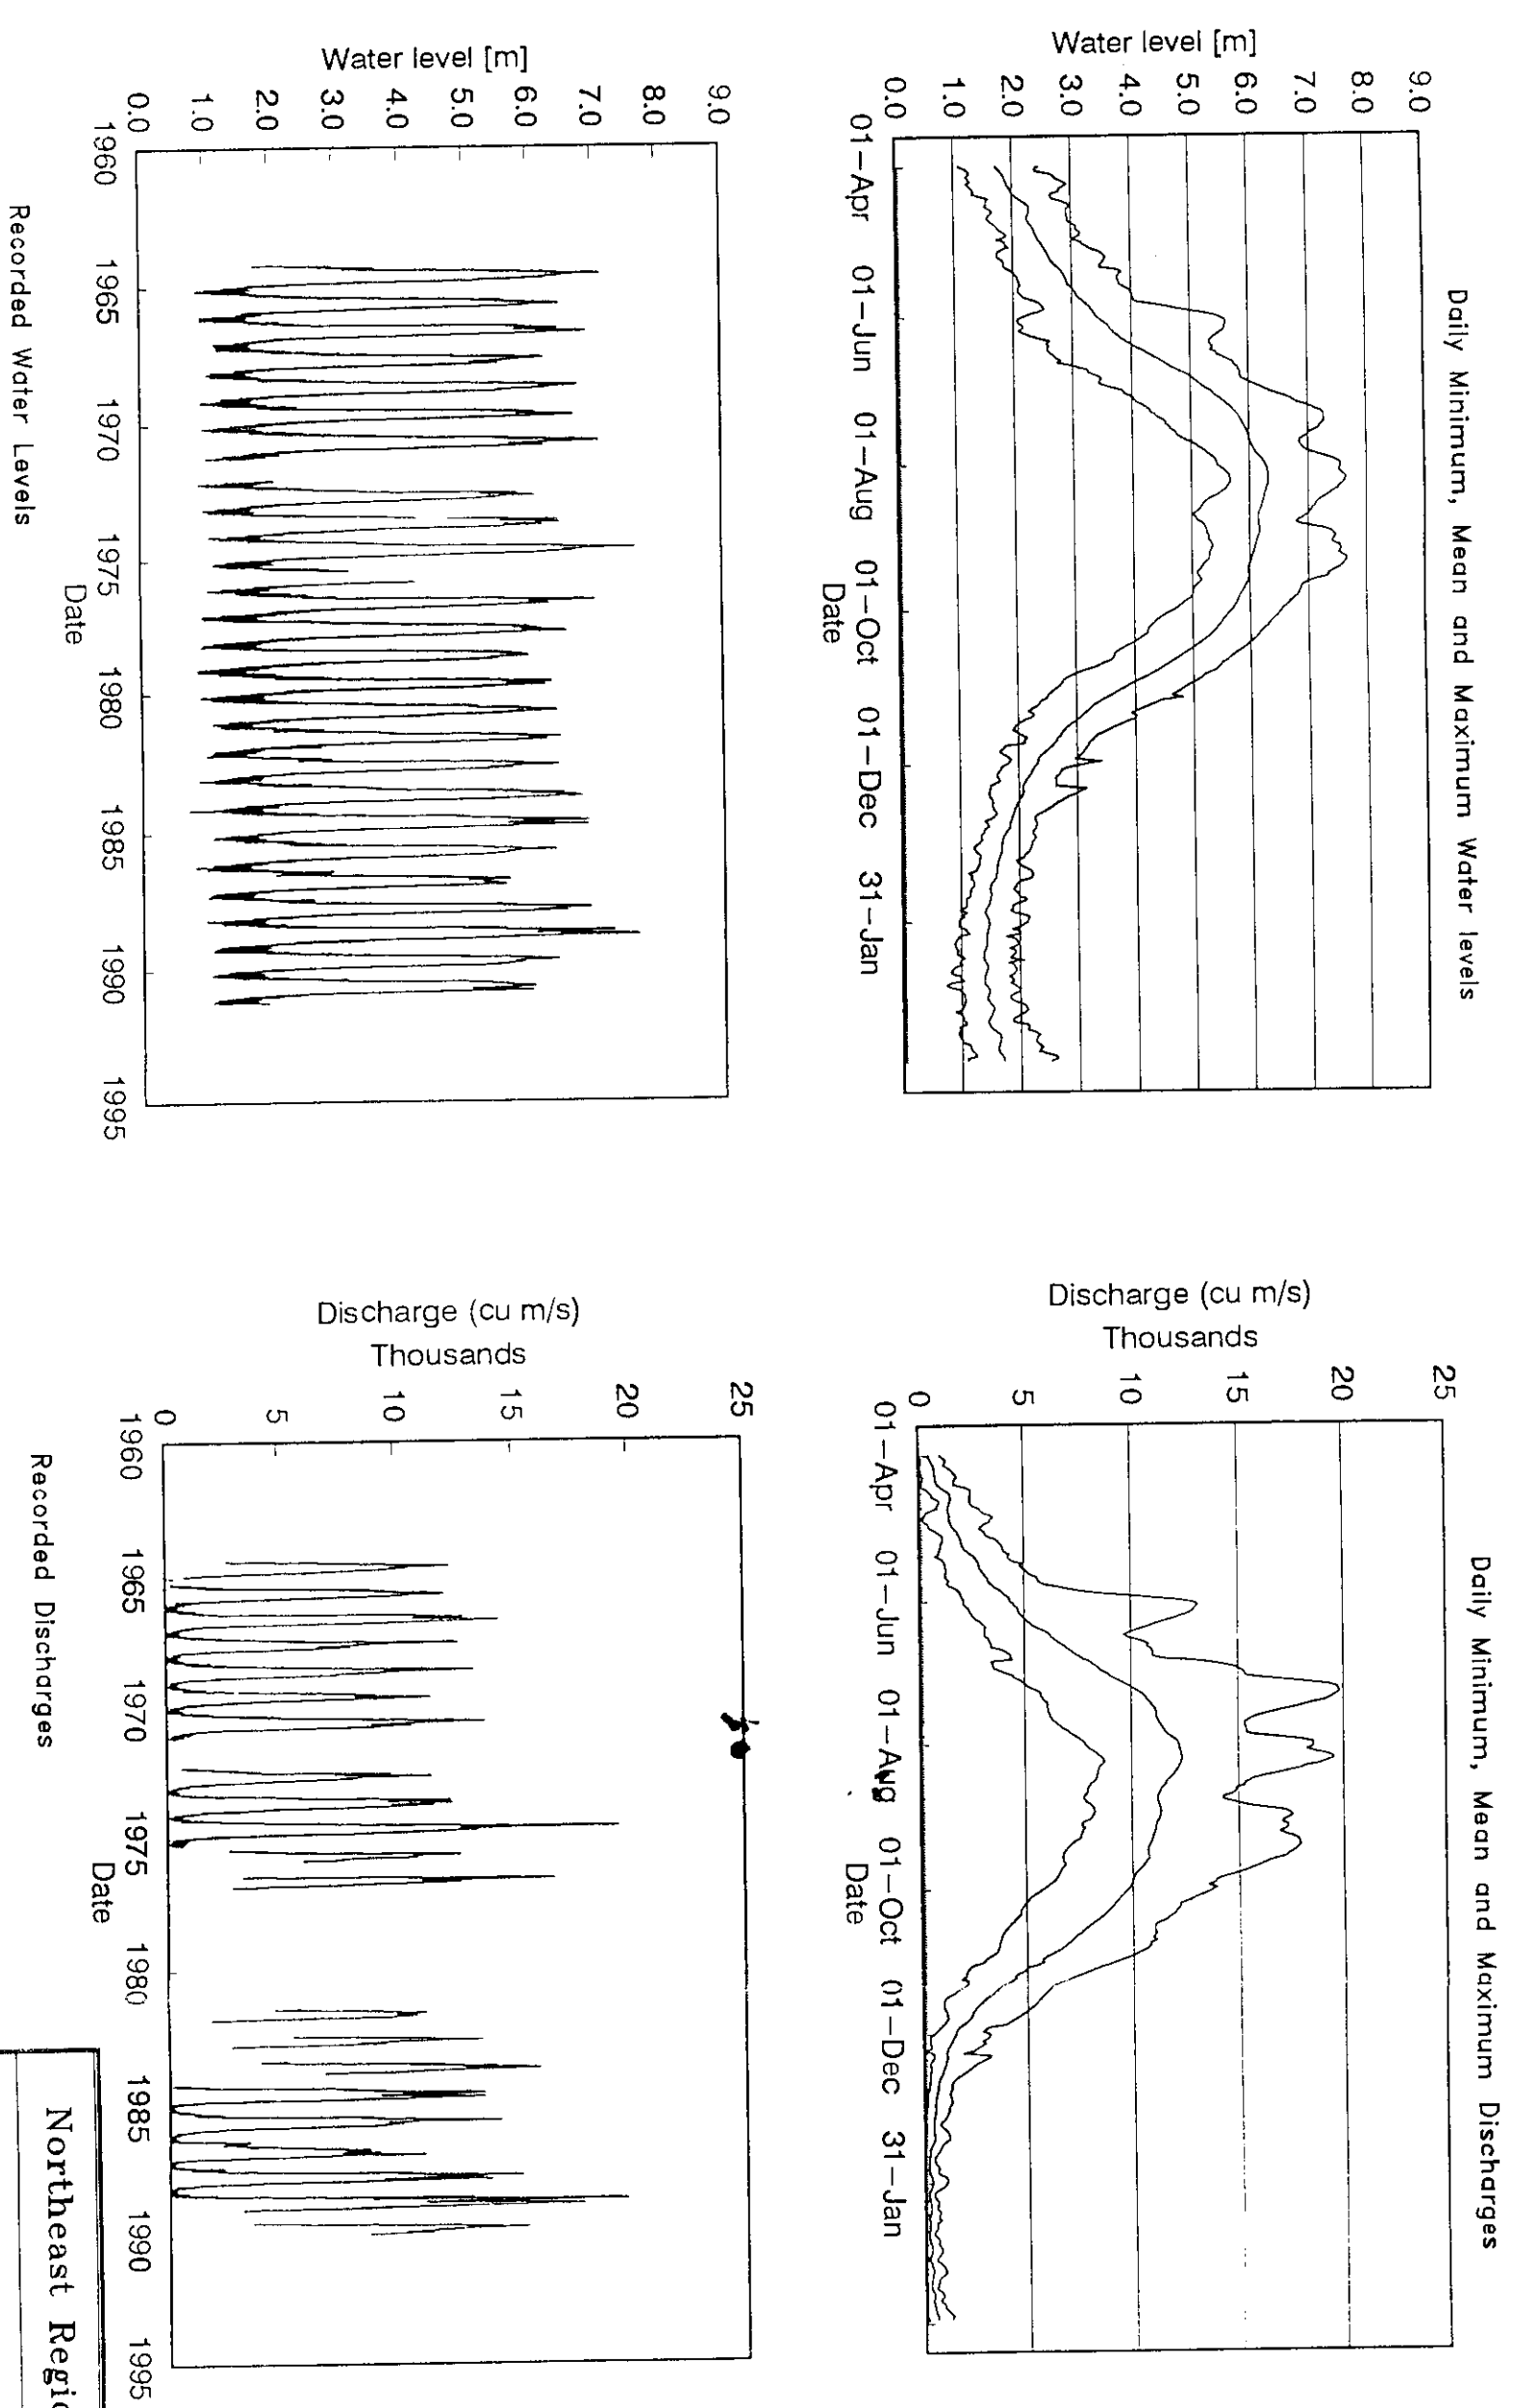 Daily Minimum, Mean and Maximum Water levels
Water level [m]
9.0
8.0
7.0
6.0
5.0
4.0
3.0
2.0
1.0
0.0
01-Apr 01-Jun 01-Aug 01-Oct 01-Dec 31-Jan
Date
Water level [m]
9.0
8.0
7.0
6.0
5.0
4.0
3.0
2.0
1.0
0.0
1960 1965 1970 1975 1980 1985 1990 1995
Date
Recorded Water Levels
Daily Minimum, Mean and Maximum Discharges
Discharge (cu m/s)
Thousands
25
20
15
10
5
0
01-Apr 01-Jun 01-Aug 01-Oct 01-Dec 31-Jan
Date
Discharge (cu m/s)
Thousands
25
20
15
10
5
0
1960 1965 1970 1975 1980 1985 1990 1995
Date
Recorded Discharges
Northeast